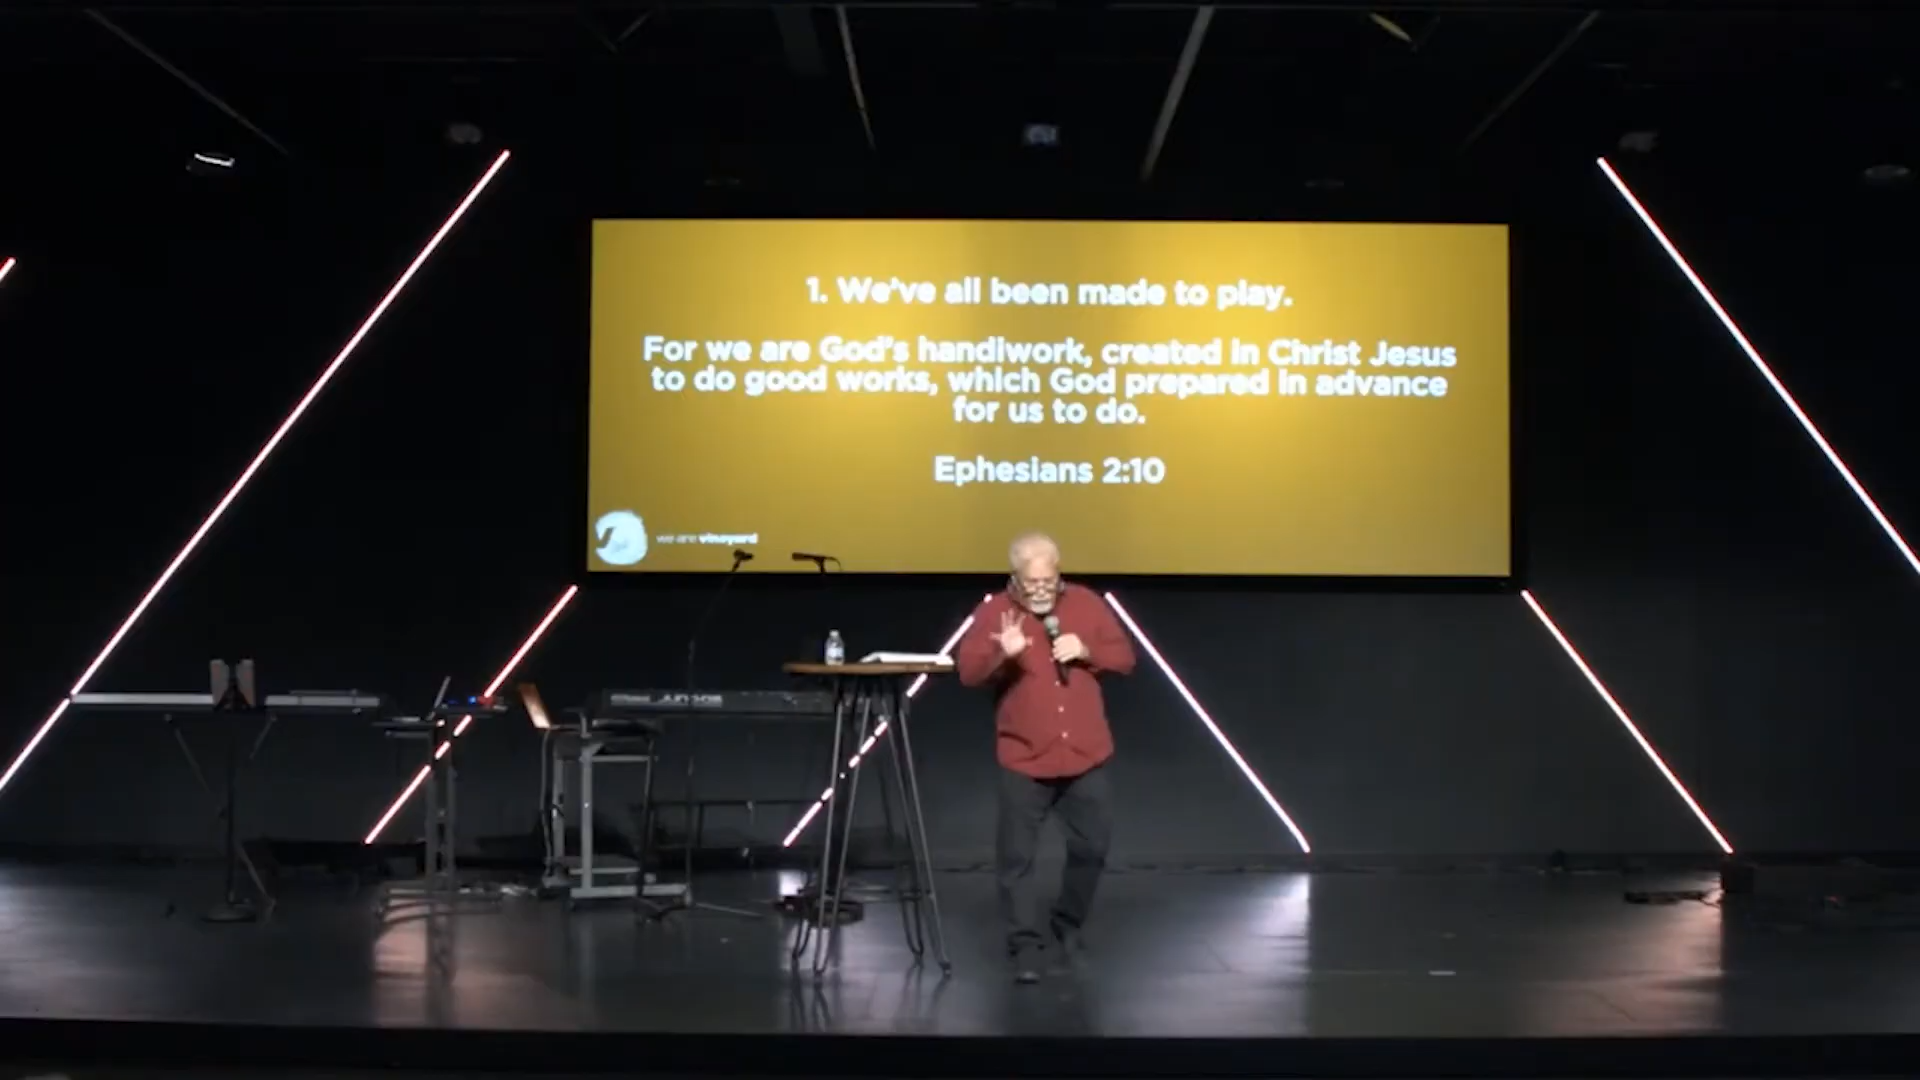 1. We've all been made to play.
For we are God's handiwork, created in Christ Jesus
to do good works, which God prepared in advance
for us to do.
Ephesians 2:10
we are vineyard